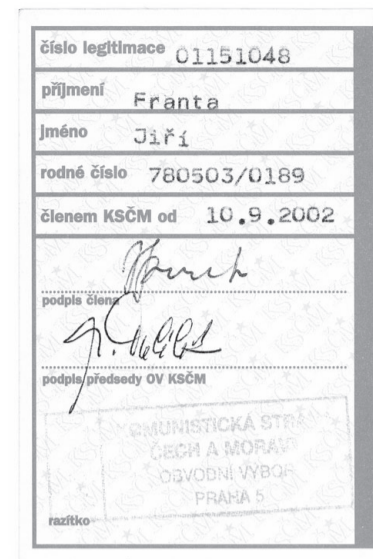 číslo legitimace 01151048
příjmení Franta
jméno Jiří
rodné číslo 780503/0189
členem KSČM od 10.9.2002
podpis člena
podpis předsedy OV KSČM
ČECH A MORAVY
OBVODNÍ VÝBOR
PRAHA 5
razítko